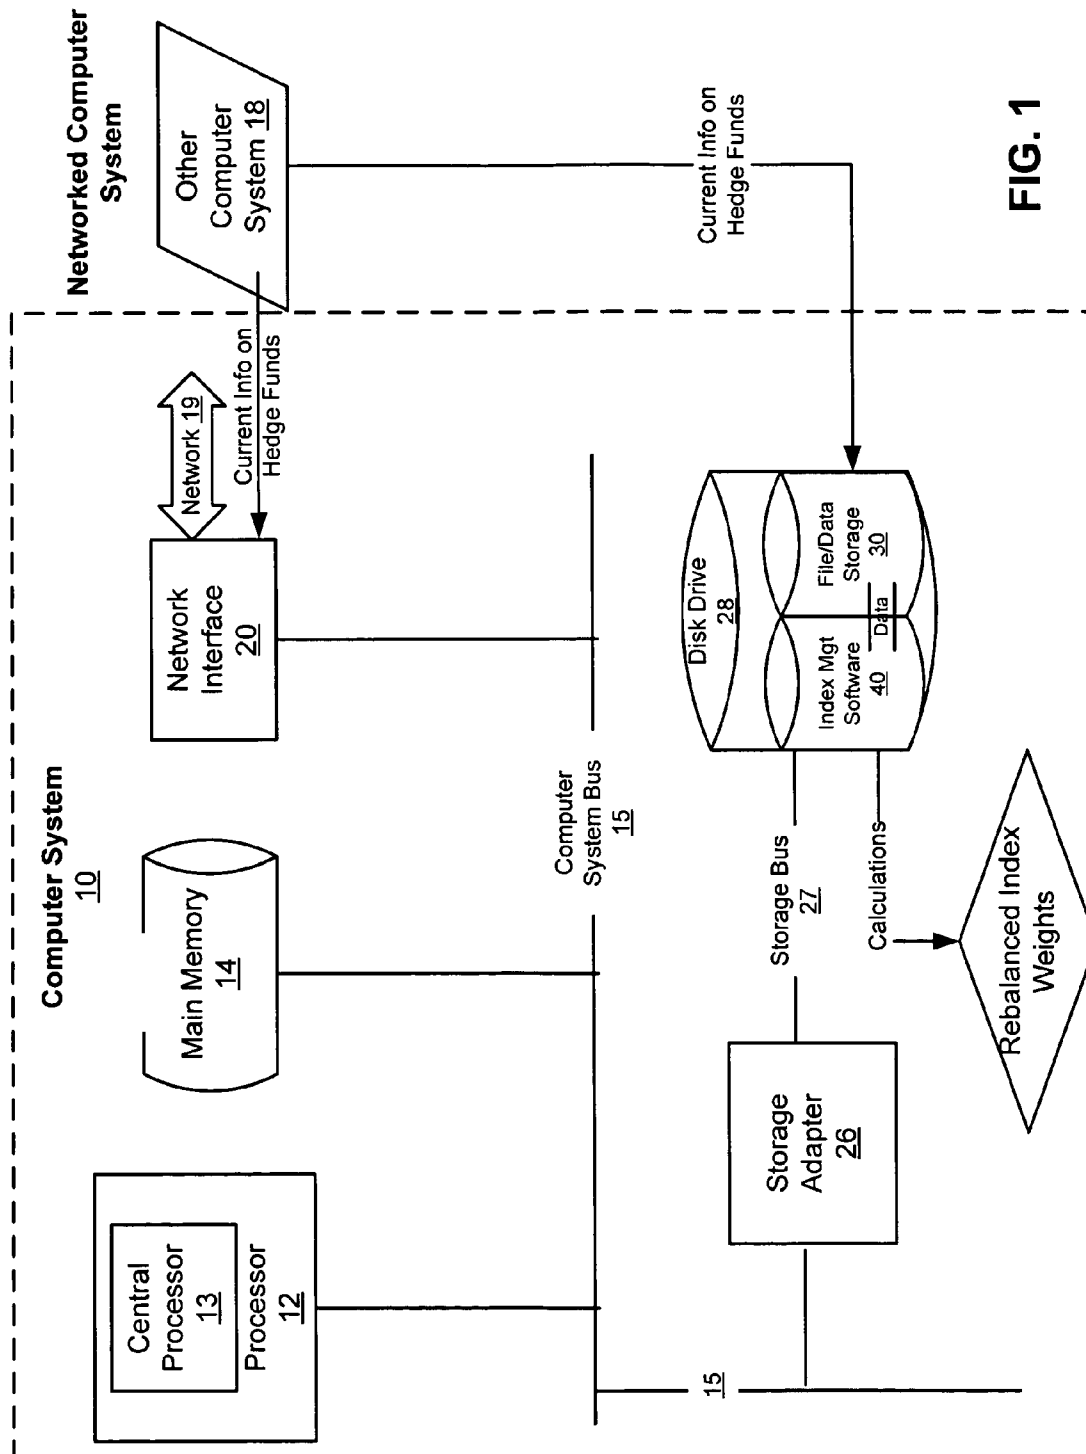 Computer System
10
Networked Computer
System
Central
Processor
13
Processor
12
Main Memory
14
Network
Interface
20
Network 19
Current Info on
Hedge Funds
Other
Computer
System 18
Computer
System Bus
15
Current Info on
Hedge Funds
15
Storage
Adapter
26
Storage Bus
27
Calculations
Disk Drive
28
Index Mgt
Software
40
Data
File/Data
Storage
30
Rebalanced Index
Weights
FIG. 1